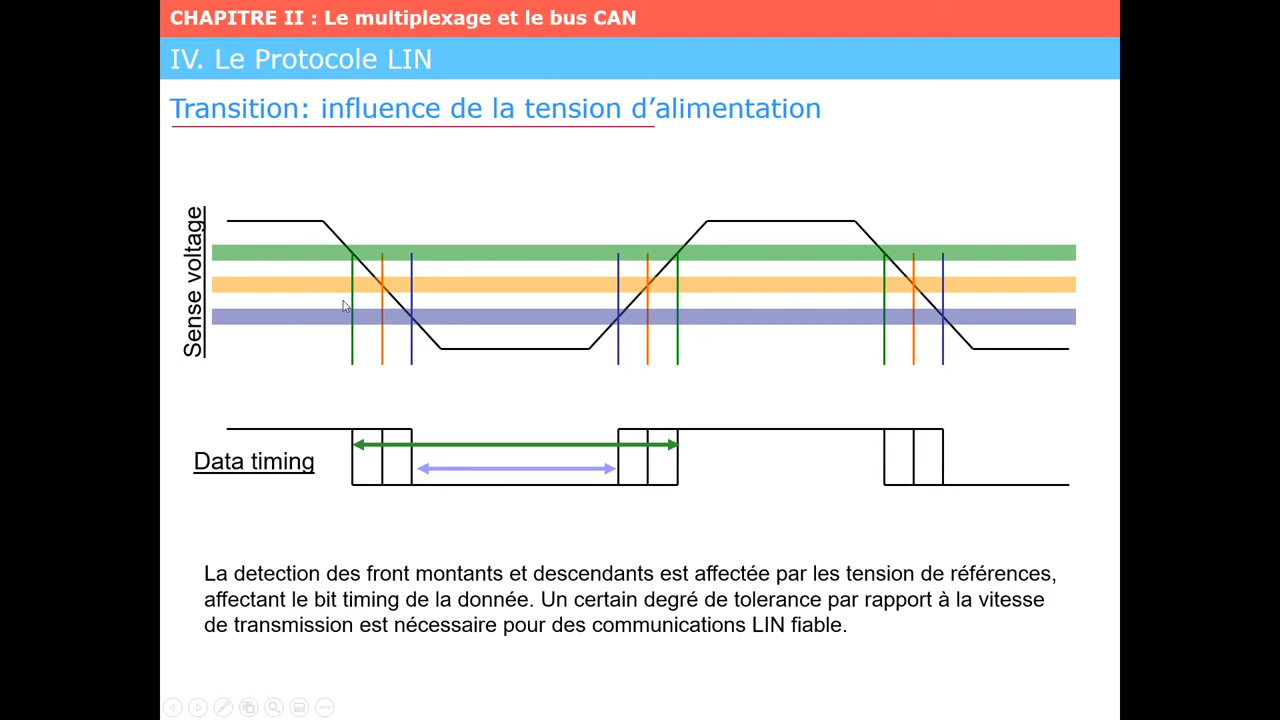 CHAPITRE II : Le multiplexage et le bus CAN
IV. Le Protocole LIN
Transition: influence de la tension d’alimentation
Sense voltage
Data timing
La detection des front montants et descendants est affectée par les tension de références,
affectant le bit timing de la donnée. Un certain degré de tolerance par rapport à la vitesse
de transmission est nécessaire pour des communications LIN fiable.